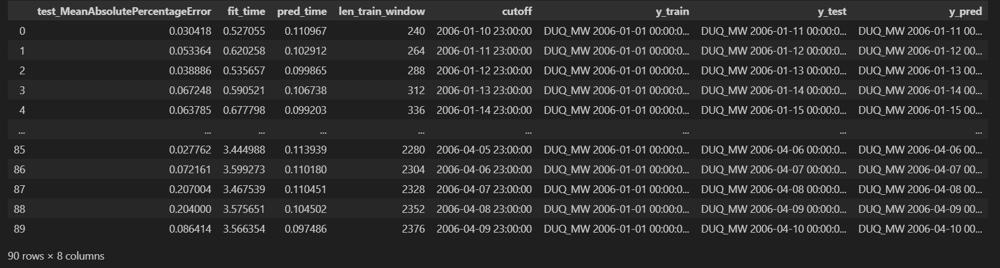 test_MeanAbsolutePercentageError fit_time pred_time len_train_window cutoff y_train y_test y_pred
0 0.030418 0.527055 0.110967 240 2006-01-10 23:00:00 DUQ_MW 2006-01-01 00:00:0... DUQ_MW 2006-01-11 00:00:0... DUQ_MW 2006-01-11 00...
1 0.053364 0.620258 0.102912 264 2006-01-11 23:00:00 DUQ_MW 2006-01-01 00:00:0... DUQ_MW 2006-01-12 00:00:0... DUQ_MW 2006-01-12 00...
2 0.038886 0.535657 0.099865 288 2006-01-12 23:00:00 DUQ_MW 2006-01-01 00:00:0... DUQ_MW 2006-01-13 00:00:0... DUQ_MW 2006-01-13 00...
3 0.067248 0.590521 0.106738 312 2006-01-13 23:00:00 DUQ_MW 2006-01-01 00:00:0... DUQ_MW 2006-01-14 00:00:0... DUQ_MW 2006-01-14 00...
4 0.063785 0.677798 0.099203 336 2006-01-14 23:00:00 DUQ_MW 2006-01-01 00:00:0... DUQ_MW 2006-01-15 00:00:0... DUQ_MW 2006-01-15 00...
... ... ... ... ... ... ... ... ...
85 0.027762 3.444988 0.113939 2280 2006-04-05 23:00:00 DUQ_MW 2006-01-01 00:00:0... DUQ_MW 2006-04-06 00:00:0... DUQ_MW 2006-04-06 00...
86 0.072161 3.599273 0.110180 2304 2006-04-06 23:00:00 DUQ_MW 2006-01-01 00:00:0... DUQ_MW 2006-04-07 00:00:0... DUQ_MW 2006-04-07 00...
87 0.207004 3.467539 0.110451 2328 2006-04-07 23:00:00 DUQ_MW 2006-01-01 00:00:0... DUQ_MW 2006-04-08 00:00:0... DUQ_MW 2006-04-08 00...
88 0.204000 3.575651 0.104502 2352 2006-04-08 23:00:00 DUQ_MW 2006-01-01 00:00:0... DUQ_MW 2006-04-09 00:00:0... DUQ_MW 2006-04-09 00...
89 0.086414 3.566354 0.097486 2376 2006-04-09 23:00:00 DUQ_MW 2006-01-01 00:00:0... DUQ_MW 2006-04-10 00:00:0... DUQ_MW 2006-04-10 00...
90 rows × 8 columns